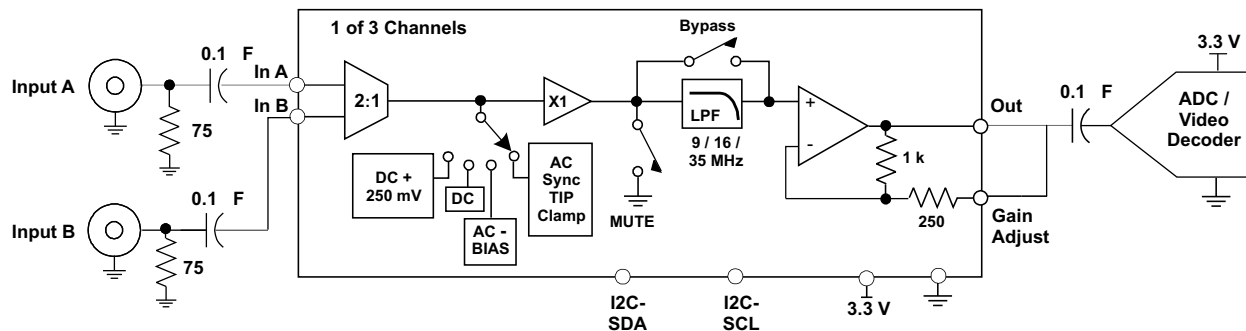 1 of 3 Channels
Bypass
3.3 V
0.1 F
In A
Input A
2:1
X1
In B
75
LPF
9 / 16 /
35 MHz
+
-
Out
0.1 F
ADC /
Video
Decoder
1 k
DC +
250 mV
DC
AC -
BIAS
AC
Sync
TIP
Clamp
MUTE
250
Gain
Adjust
0.1 F
Input B
75
I2C-
SDA
I2C-
SCL
3.3 V